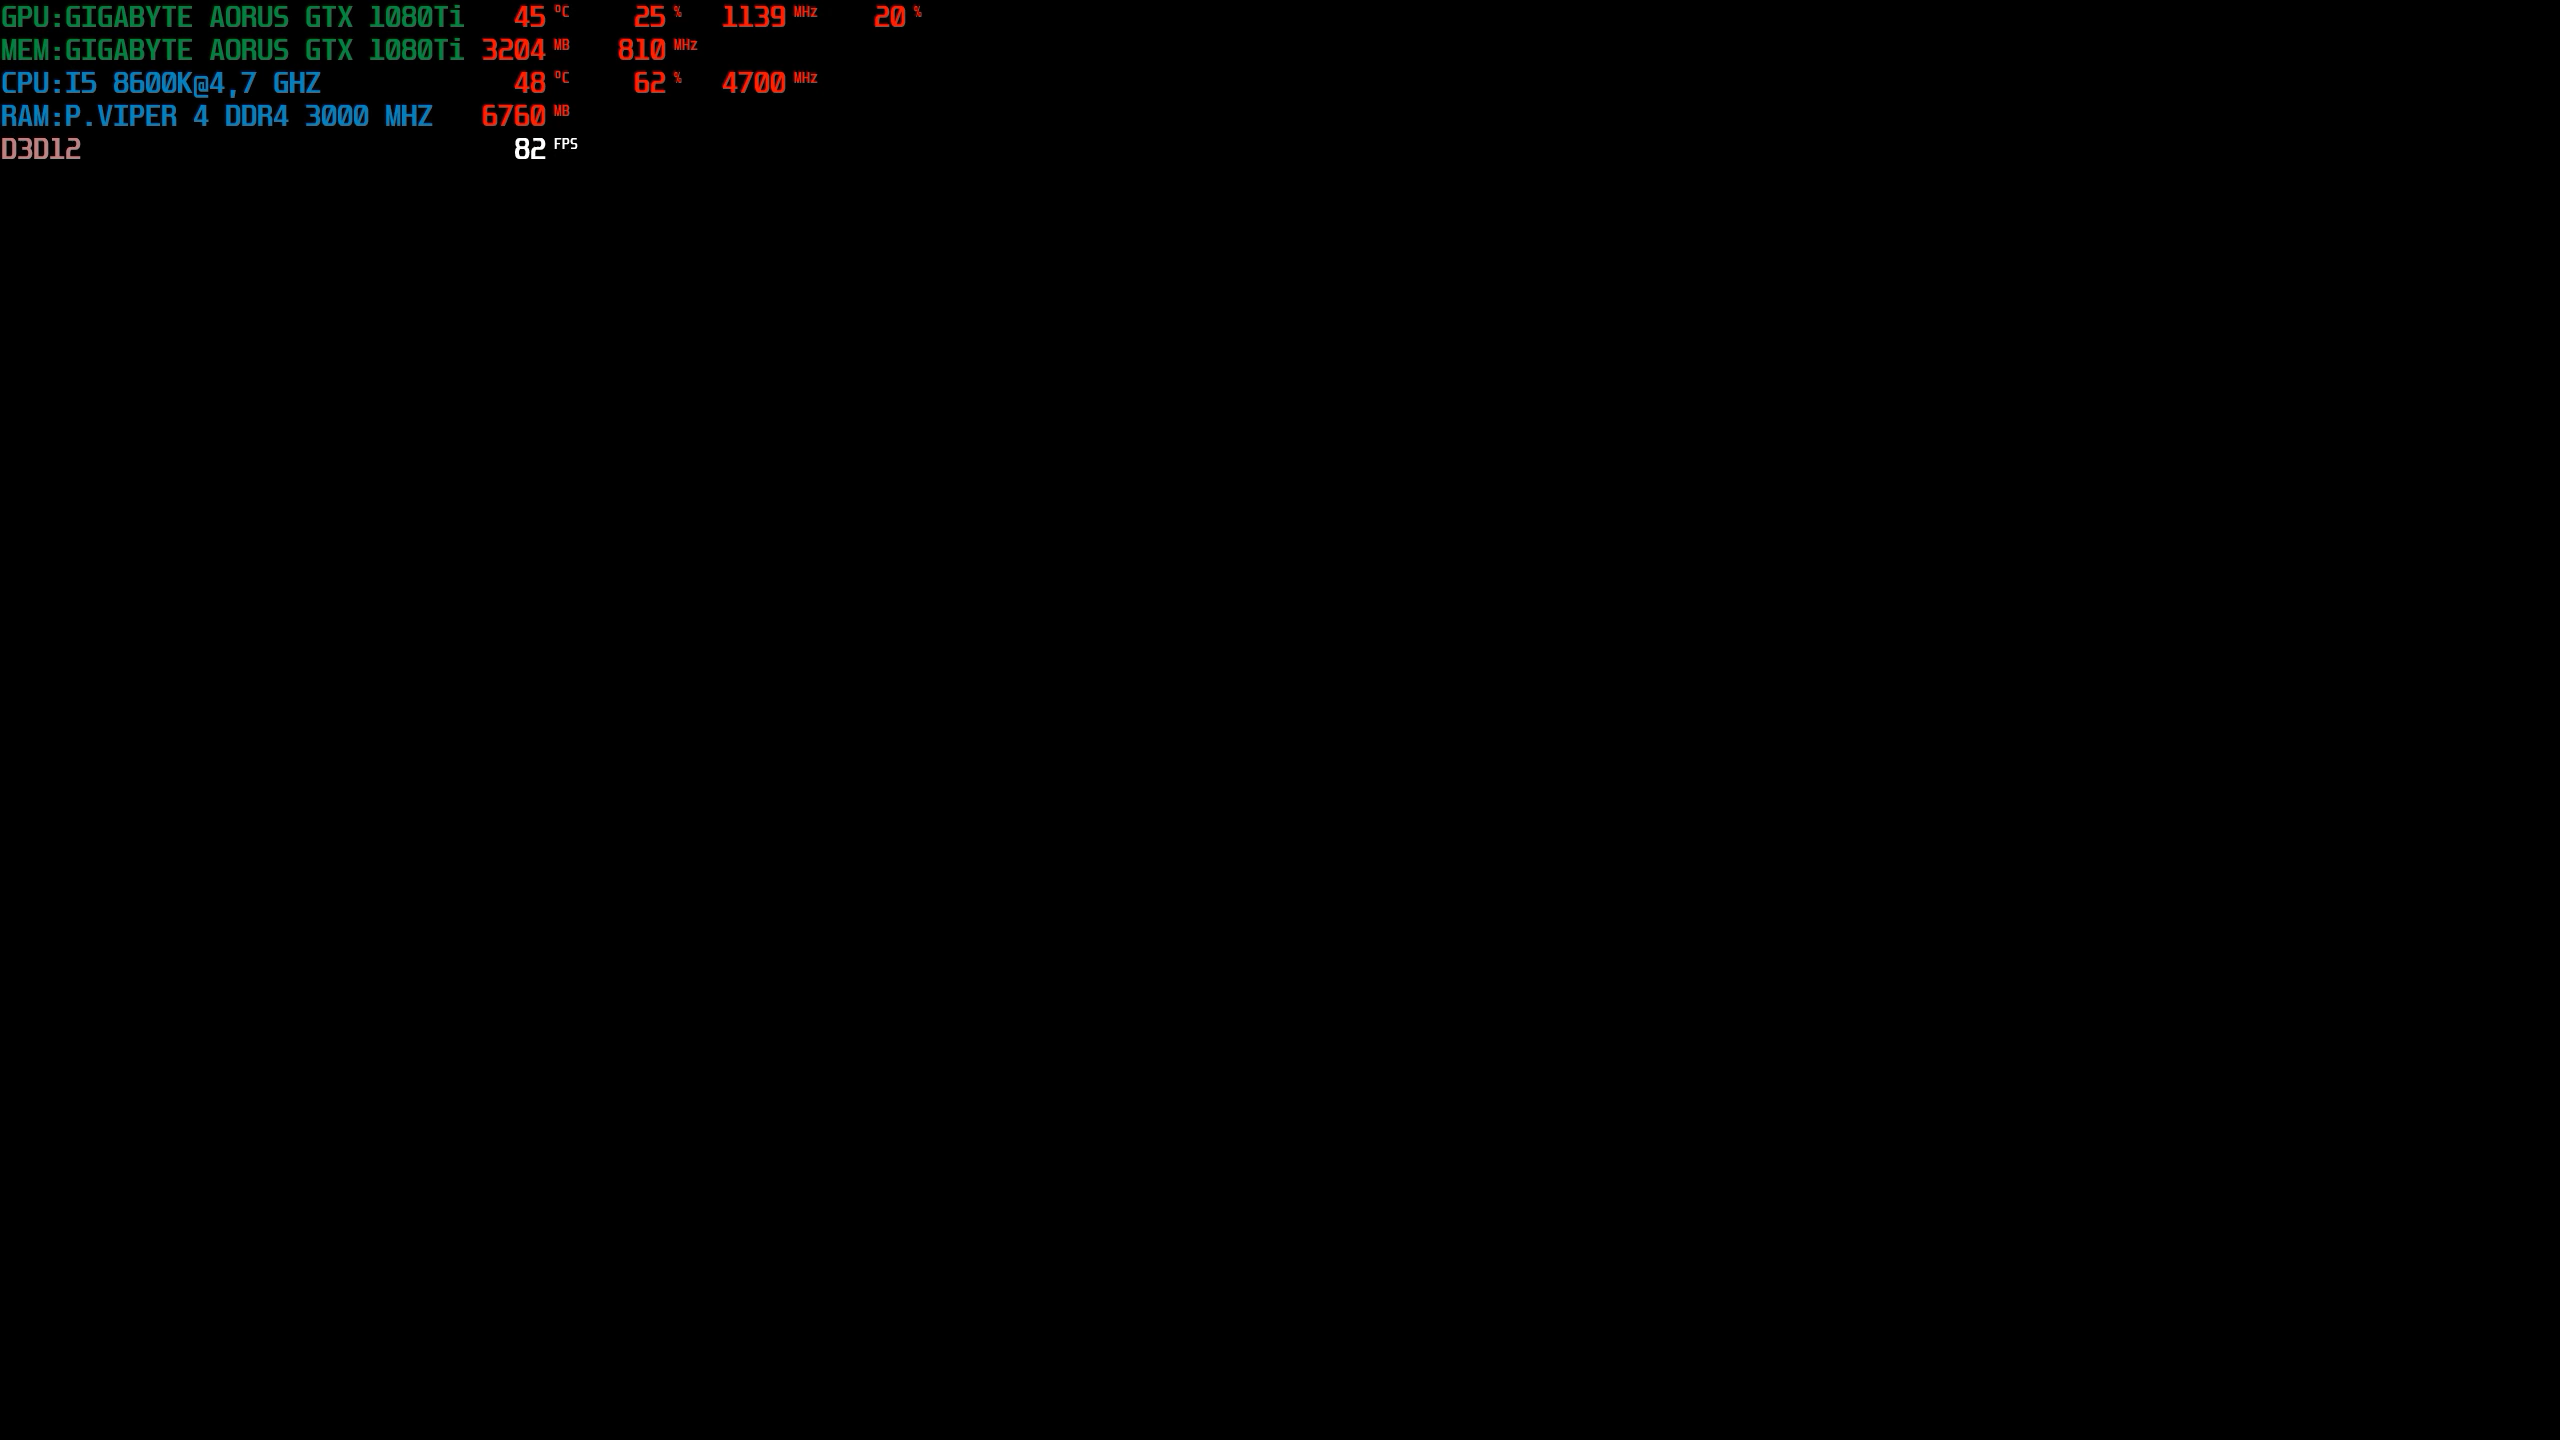 GPU:GIGABYTE AORUS GTX 1080Ti 45 °C 25 % 1139 MHz 20 %
MEM:GIGABYTE AORUS GTX 1080Ti 3204 MB 810 MHz
CPU:I5 8600K@4,7 GHZ 48 °C 62 % 4700 MHz
RAM:P.VIPER 4 DDR4 3000 MHZ 6760 MB
D3D12 82 FPS